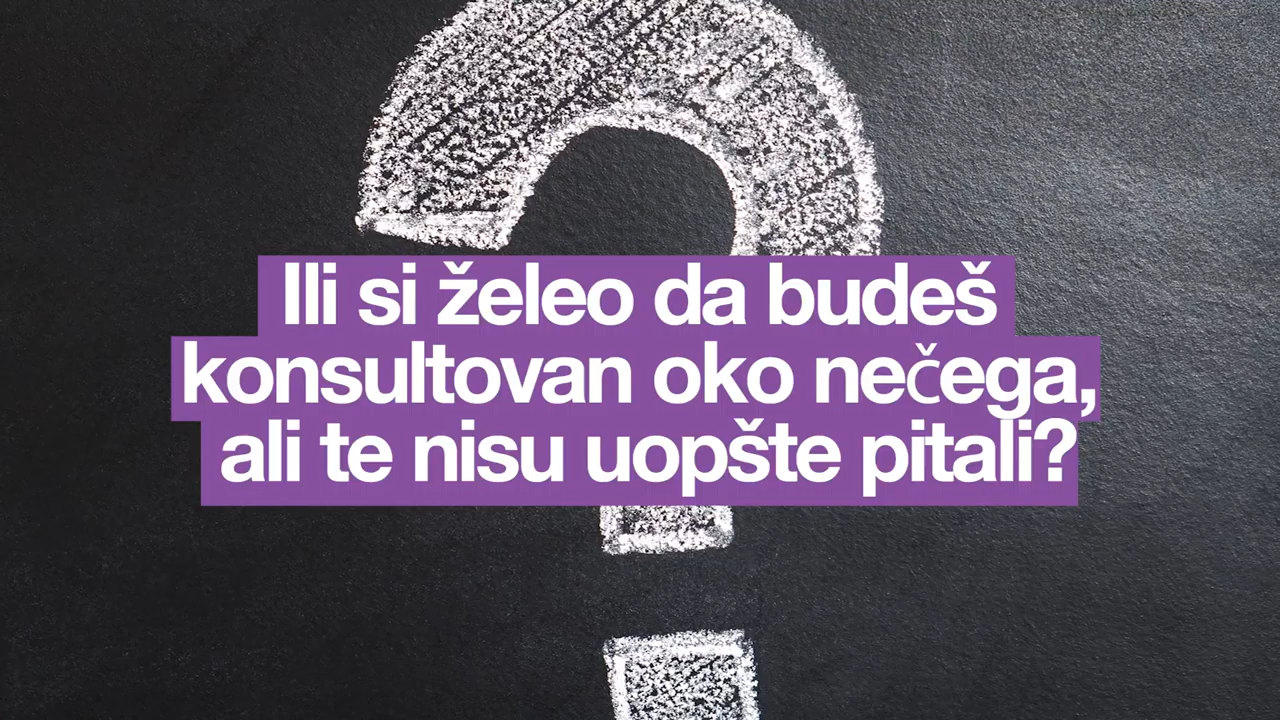 Ili si želeo da budeš
konsultovan oko nečega,
ali te nisu uopšte pitali?